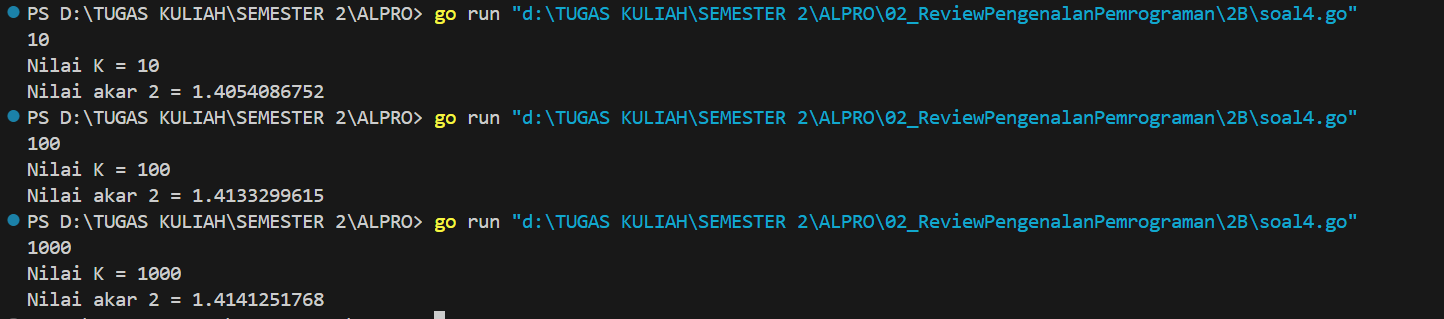 PS D:\TUGAS KULIAH\SEMESTER 2\ALPRO> go run "d:\TUGAS KULIAH\SEMESTER 2\ALPRO\02_ReviewPengenalanPemrograman\2B\soal4.go"
10
Nilai K = 10
Nilai akar 2 = 1.4054086752
PS D:\TUGAS KULIAH\SEMESTER 2\ALPRO> go run "d:\TUGAS KULIAH\SEMESTER 2\ALPRO\02_ReviewPengenalanPemrograman\2B\soal4.go"
100
Nilai K = 100
Nilai akar 2 = 1.4133299615
PS D:\TUGAS KULIAH\SEMESTER 2\ALPRO> go run "d:\TUGAS KULIAH\SEMESTER 2\ALPRO\02_ReviewPengenalanPemrograman\2B\soal4.go"
1000
Nilai K = 1000
Nilai akar 2 = 1.4141251768